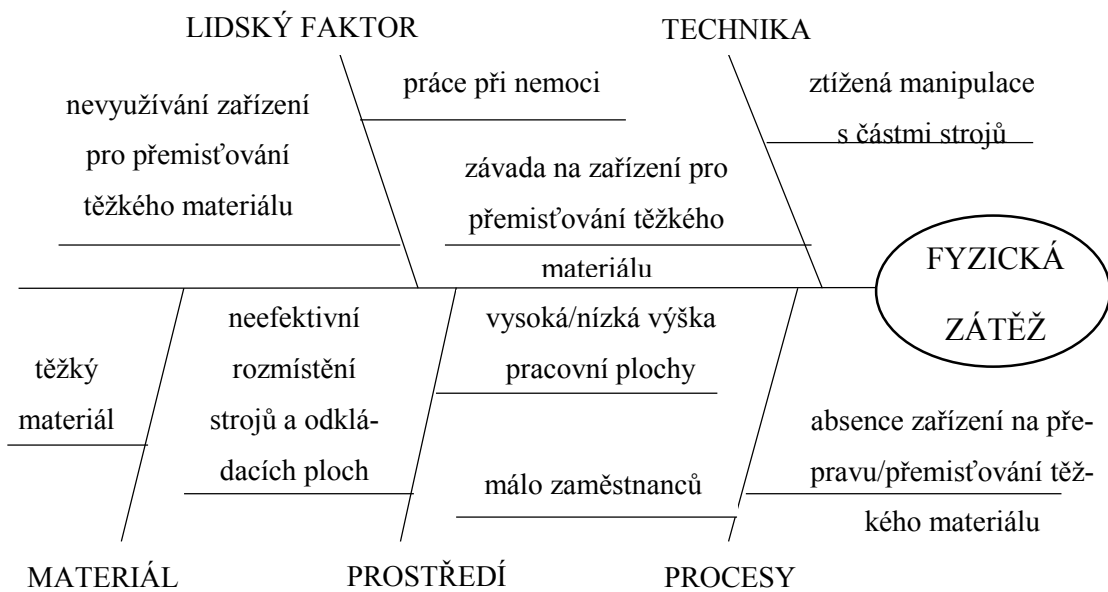 LIDSKÝ FAKTOR
TECHNIKA
nevyužívání zařízení
pro přemisťování
těžkého materiálu
práce při nemoci
závada na zařízení pro
přemisťování těžkého
materiálu
ztížená manipulace
s částmi strojů
FYZICKÁ
ZÁTĚŽ
těžký
materiál
neefektivní
rozmístění
strojů a odklá-
dacích ploch
vysoká/nízká výška
pracovní plochy
málo zaměstnanců
absence zařízení na pře-
pravu/přemisťování těž-
kého materiálu
MATERIÁL
PROSTŘEDÍ
PROCESY